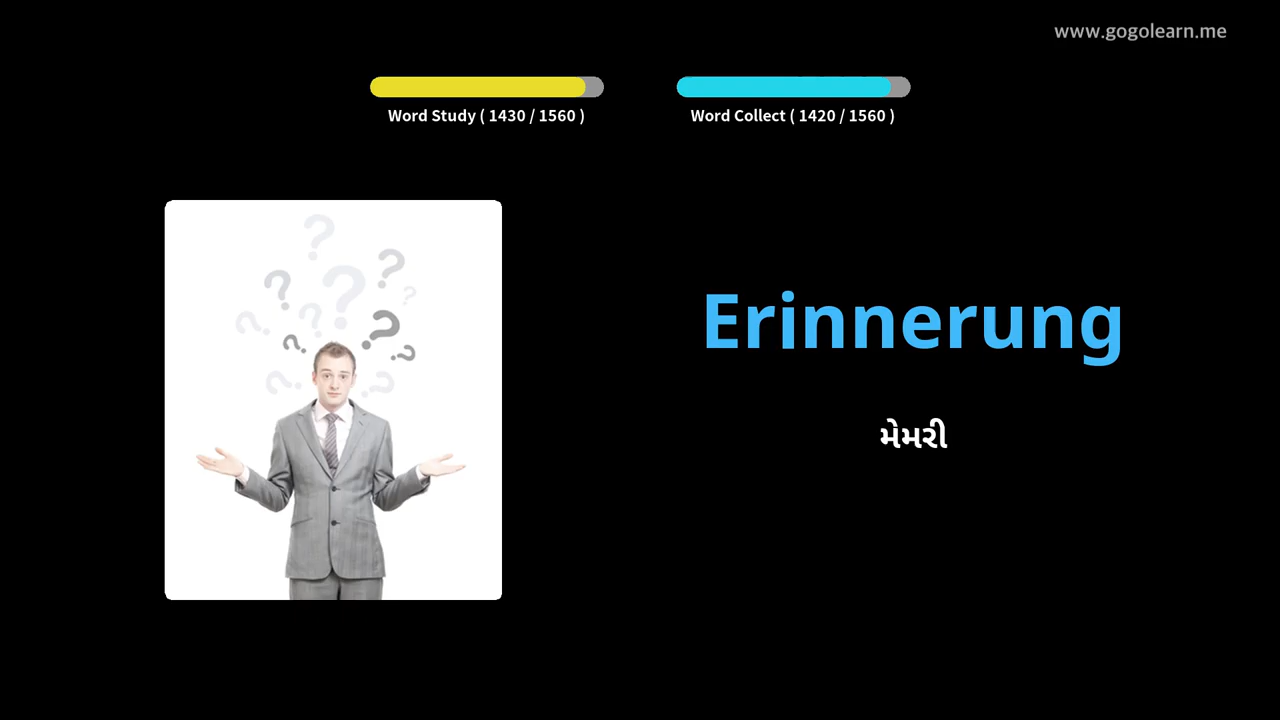 www.gogolearn.me
Word Study ( 1430 / 1560 )
Word Collect ( 1420 / 1560 )
Erinnerung
મેમરી